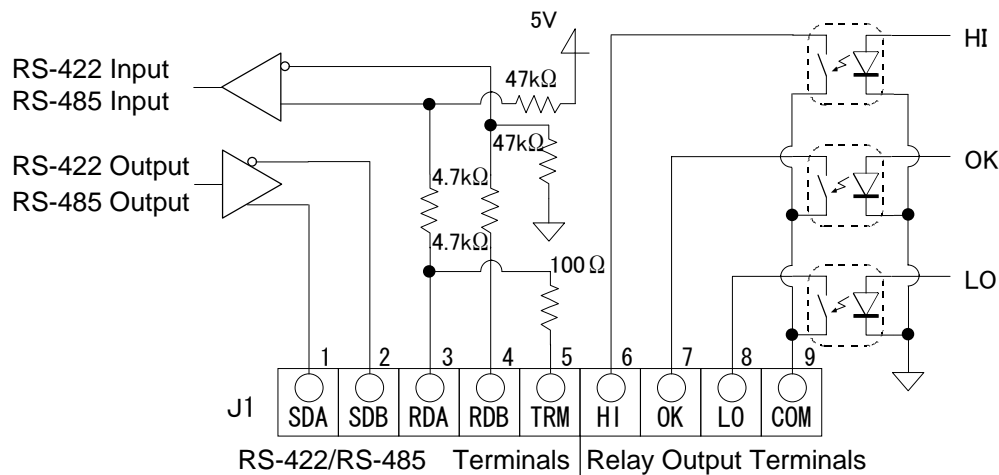 5V
HI
RS-422 Input
RS-485 Input
47kΩ
47kΩ
RS-422 Output
RS-485 Output
OK
4.7kΩ
4.7kΩ
100Ω
LO
1 2 3 4 5 6 7 8 9
J1 SDA SDB RDA RDB TRM HI OK LO COM
RS-422/RS-485 Terminals Relay Output Terminals